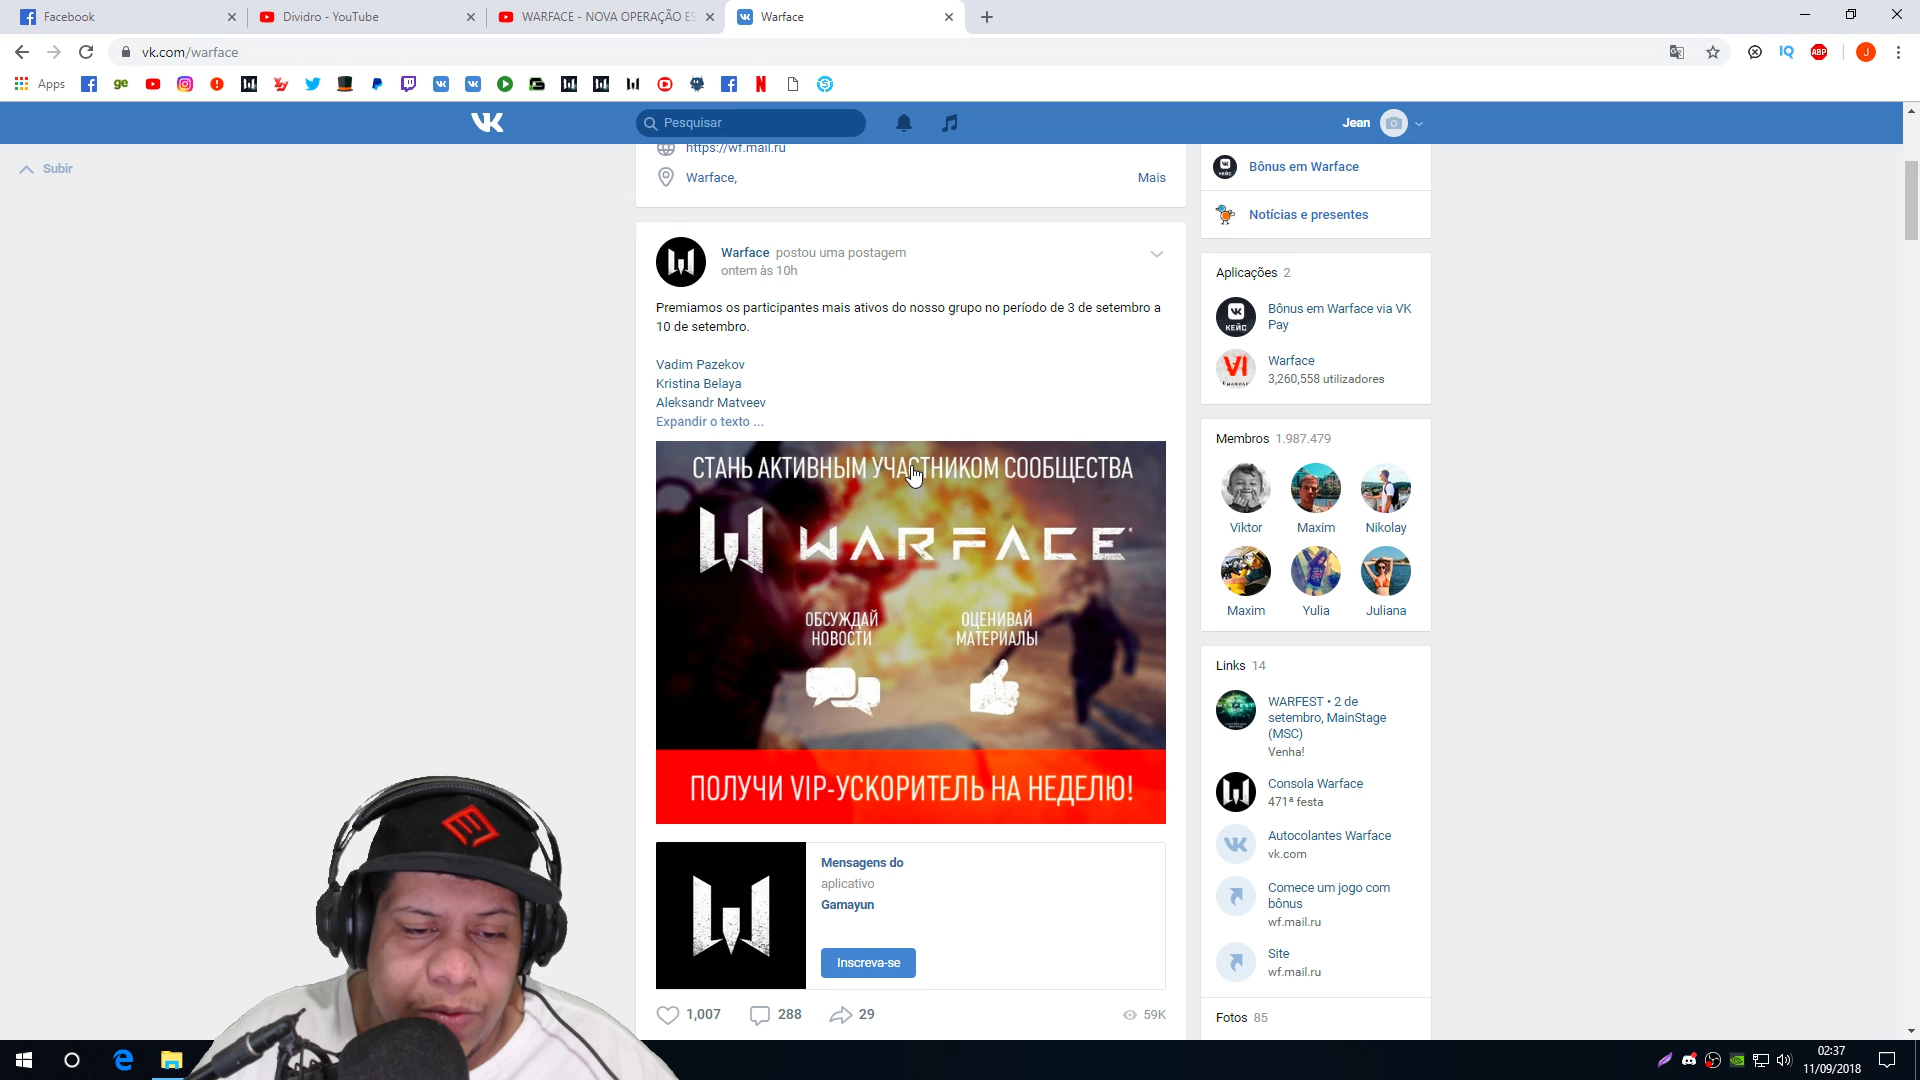 Facebook
Dividro - YouTube
WARFACE - NOVA OPERAÇÃO ES
Warface
vk.com/warface
Apps
Pesquisar
Jean
Subir
https://wf.mail.ru
Warface,
Mais
Warface postou uma postagem
ontem às 10h
Premiamos os participantes mais ativos do nosso grupo no período de 3 de setembro a
10 de setembro.
Vadim Pazekov
Kristina Belaya
Aleksandr Matveev
Expandir o texto ...
СТАНЬ АКТИВНЫМ УЧАСТНИКОМ СООБЩЕСТВА
WARFACE
ОБСУЖДАЙ
НОВОСТИ
ОЦЕНИВАЙ
МАТЕРИАЛЫ
ПОЛУЧИ VIP-УСКОРИТЕЛЬ НА НЕДЕЛЮ!
Mensagens do
aplicativo
Gamayun
Inscreva-se
1,007
288
29
59K
Bônus em Warface
Notícias e presentes
Aplicações 2
Bônus em Warface via VK
Pay
Warface
3,260,558 utilizadores
Membros 1.987.479
Viktor
Maxim
Nikolay
Maxim
Yulia
Juliana
Links 14
WARFEST • 2 de
setembro, MainStage
(MSC)
Venha!
Consola Warface
471ª festa
Autocolantes Warface
vk.com
Comece um jogo com
bônus
wf.mail.ru
Site
wf.mail.ru
Fotos 85
02:37
11/09/2018